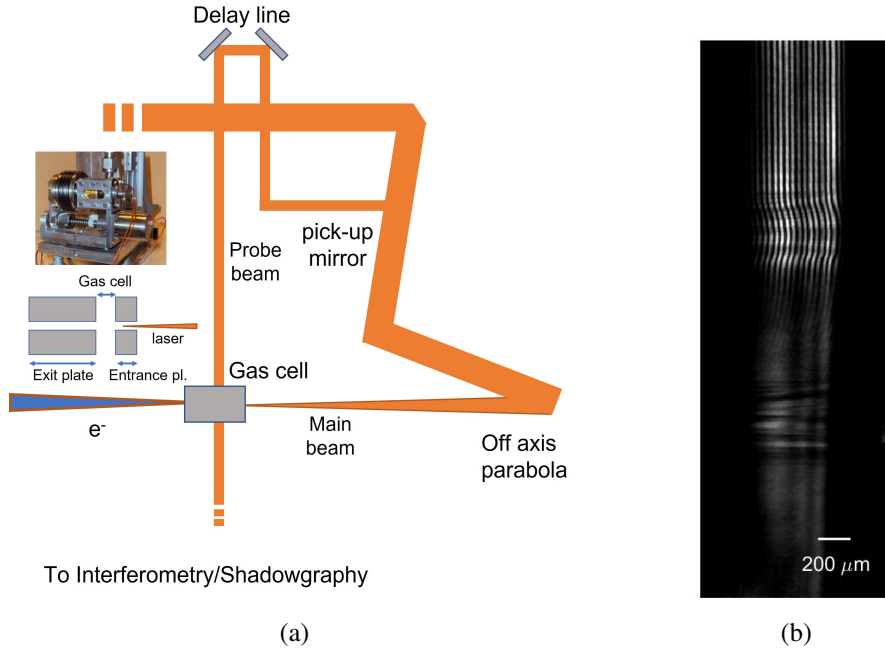 Delay line
pick-up
mirror
Probe
beam
Gas cell
laser
Exit plate
Entrance pl.
Gas cell
e-
Main
beam
Off axis
parabola
To Interferometry/Shadowgraphy
200 μm
(a)
(b)